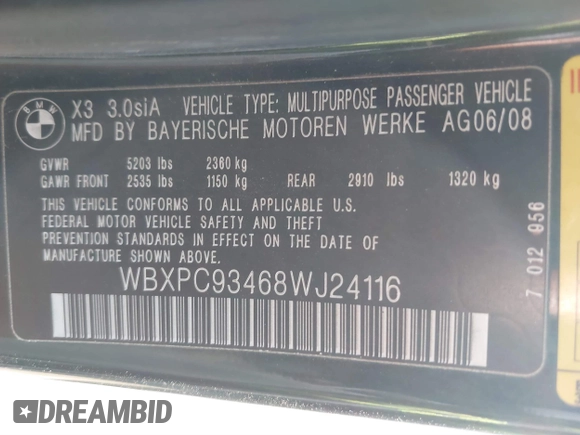 BMW
X3 3.0siA VEHICLE TYPE: MULTIPURPOSE PASSENGER VEHICLE
MFD BY BAYERISCHE MOTOREN WERKE AG06/08
GVWR 5203 lbs 2360 kg
GAWR FRONT 2535 lbs 1150 kg REAR 2910 lbs 1320 kg
THIS VEHICLE CONFORMS TO ALL APPLICABLE U.S.
FEDERAL MOTOR VEHICLE SAFETY AND THEFT
PREVENTION STANDARDS IN EFFECT ON THE DATE
OF MANUFACTURE SHOWN ABOVE.
WBXPC93468WJ24116
7 012 956
DREAMBID